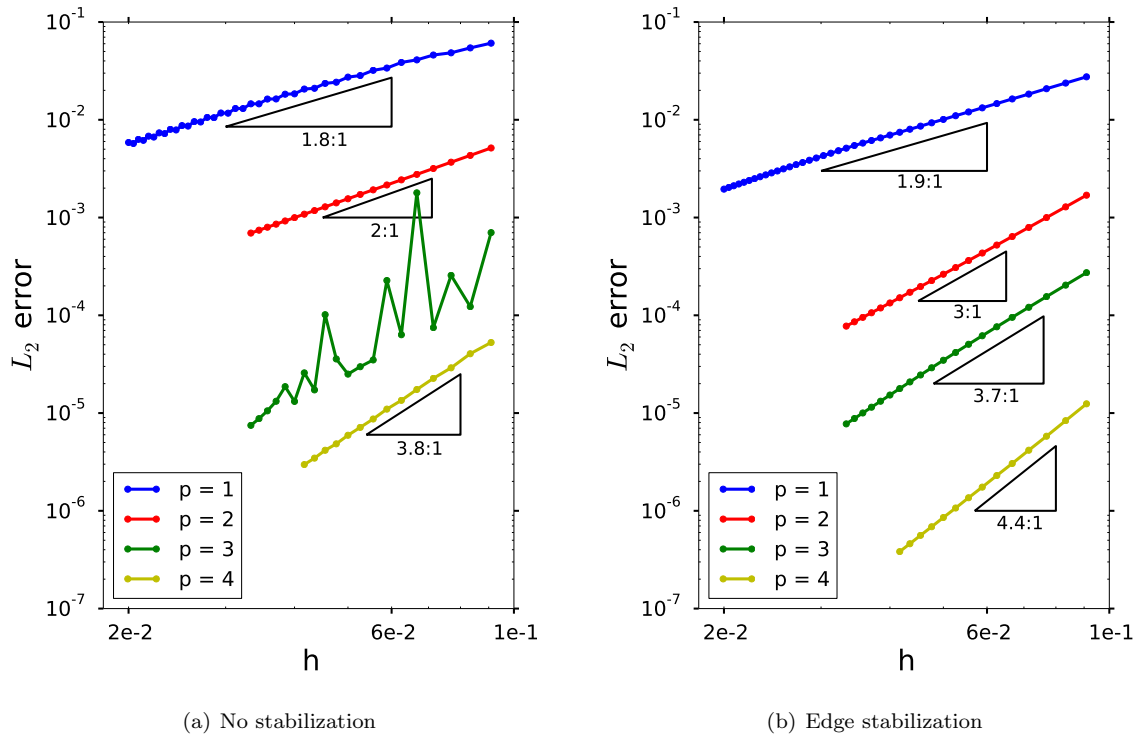 10^-1
10^-2
10^-3
10^-4
10^-5
10^-6
10^-7
L_2 error
1.8:1
2:1
3.8:1
p = 1
p = 2
p = 3
p = 4
2e-2 6e-2 1e-1
h
(a) No stabilization
10^-1
10^-2
10^-3
10^-4
10^-5
10^-6
10^-7
L_2 error
1.9:1
3:1
3.7:1
4.4:1
p = 1
p = 2
p = 3
p = 4
2e-2 6e-2 1e-1
h
(b) Edge stabilization